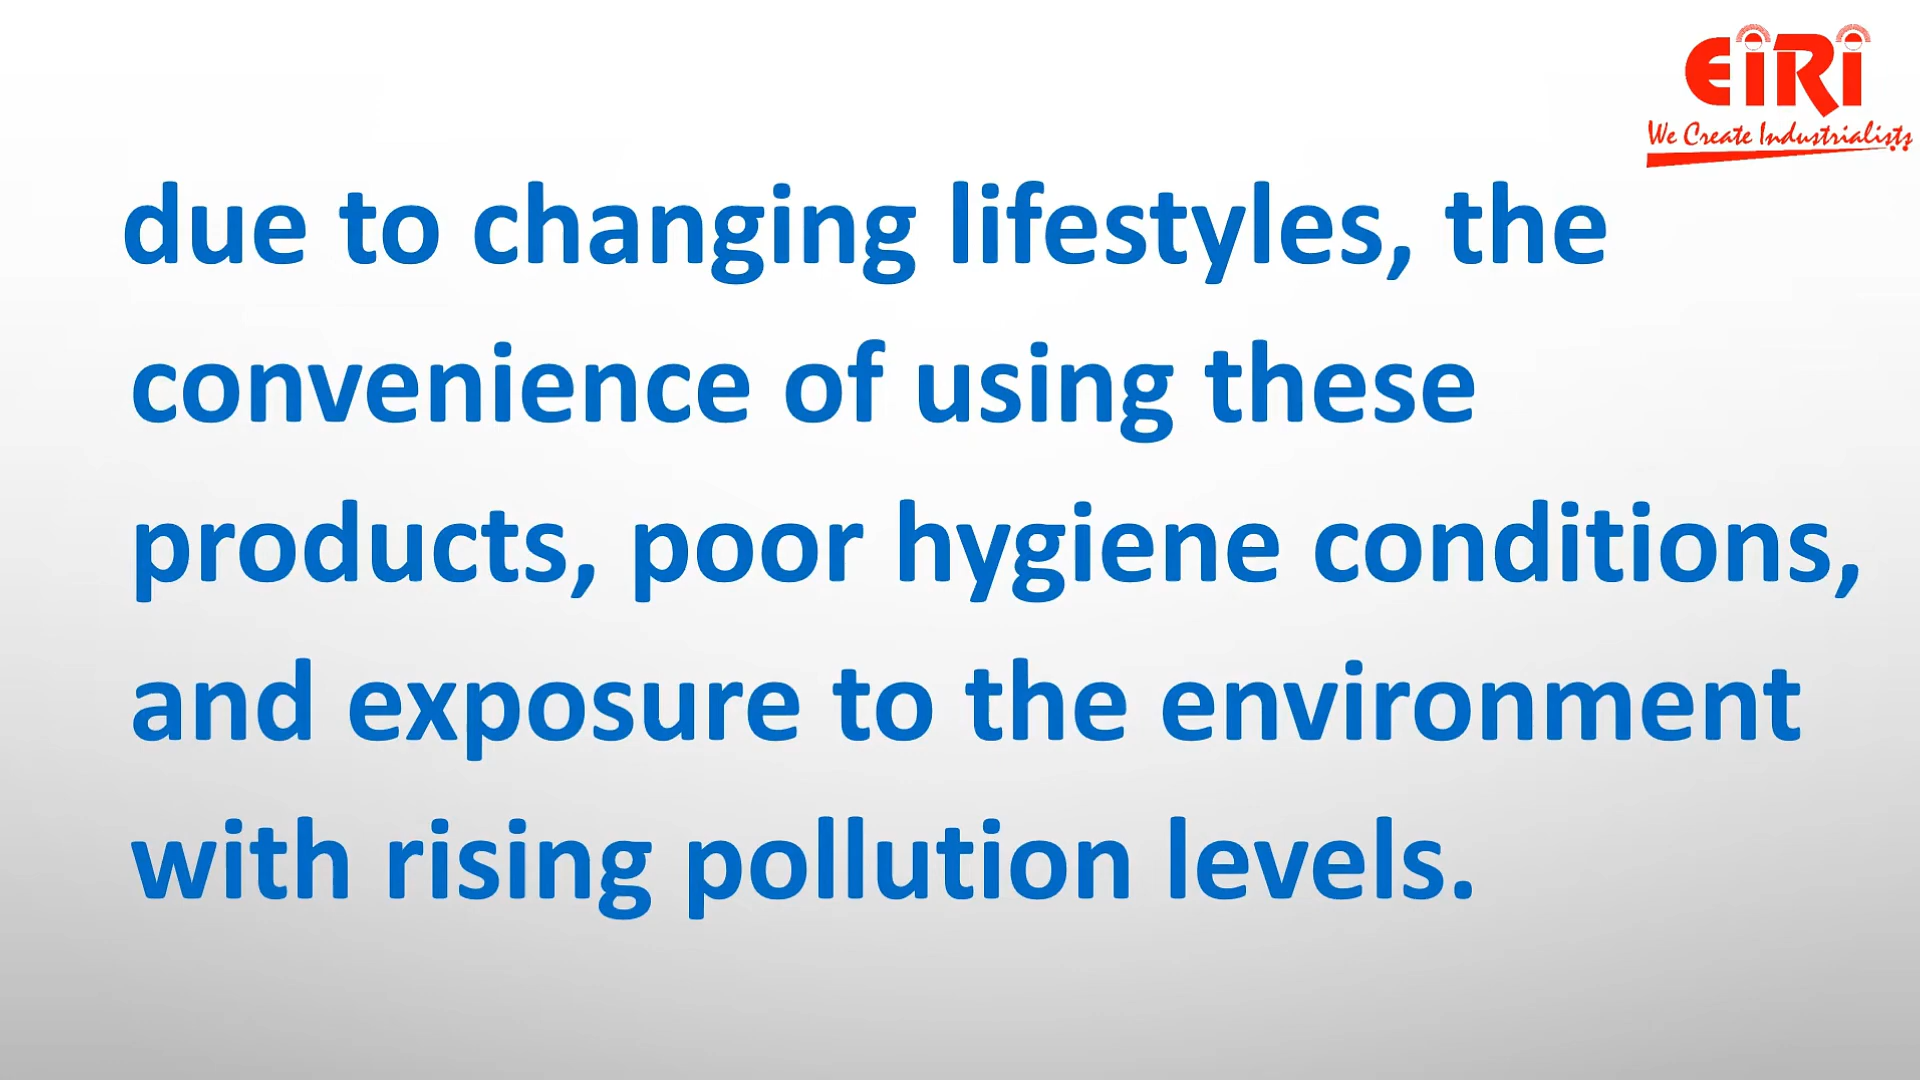 EiRi
We Create Industrialists
due to changing lifestyles, the
convenience of using these
products, poor hygiene conditions,
and exposure to the environment
with rising pollution levels.